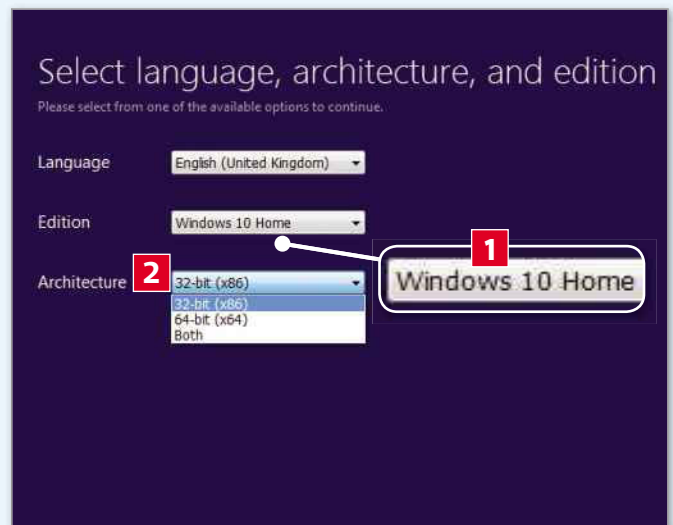 Select language, architecture, and edition
Please select from one of the available options to continue.
Language English (United Kingdom)
Edition Windows 10 Home
1
Windows 10 Home
Architecture 2 32-bit (x86)
32-bit (x86)
64-bit (x64)
Both